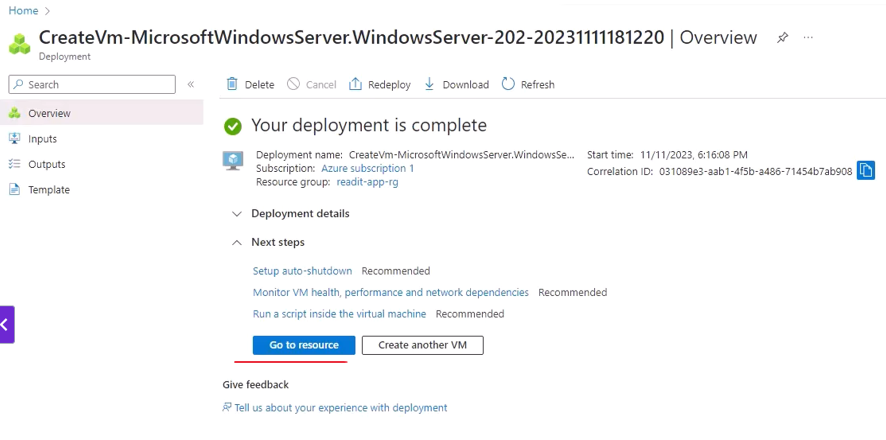 Home
CreateVm-MicrosoftWindowsServer.WindowsServer-202-20231111181220 | Overview
Deployment
Search
Delete Cancel Redeploy Download Refresh
Overview
Inputs
Outputs
Template
Your deployment is complete
Deployment name: CreateVm-MicrosoftWindowsServer.WindowsSe...
Subscription: Azure subscription 1
Resource group: readit-app-rg
Start time: 11/11/2023, 6:16:08 PM
Correlation ID: 031089e3-aab1-4f5b-a486-71454b7ab908
Deployment details
Next steps
Setup auto-shutdown Recommended
Monitor VM health, performance and network dependencies Recommended
Run a script inside the virtual machine Recommended
Go to resource Create another VM
Give feedback
Tell us about your experience with deployment